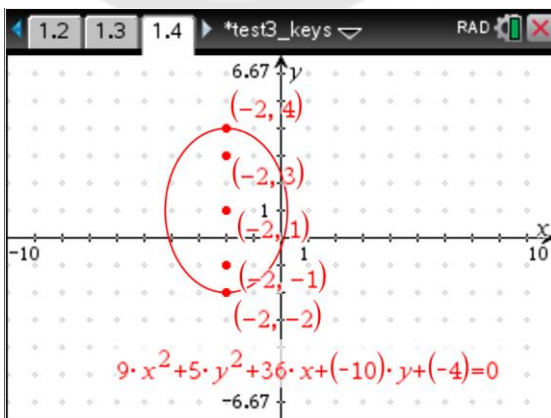 1.2 1.3 1.4 *test3_keys RAD
6.67 y
(-2, 4)
(-2, 3)
1
(-2, 1)
x
-10 1 10
(-2, -1)
(-2, -2)
9·x²+5·y²+36·x+(-10)·y+(-4)=0
-6.67